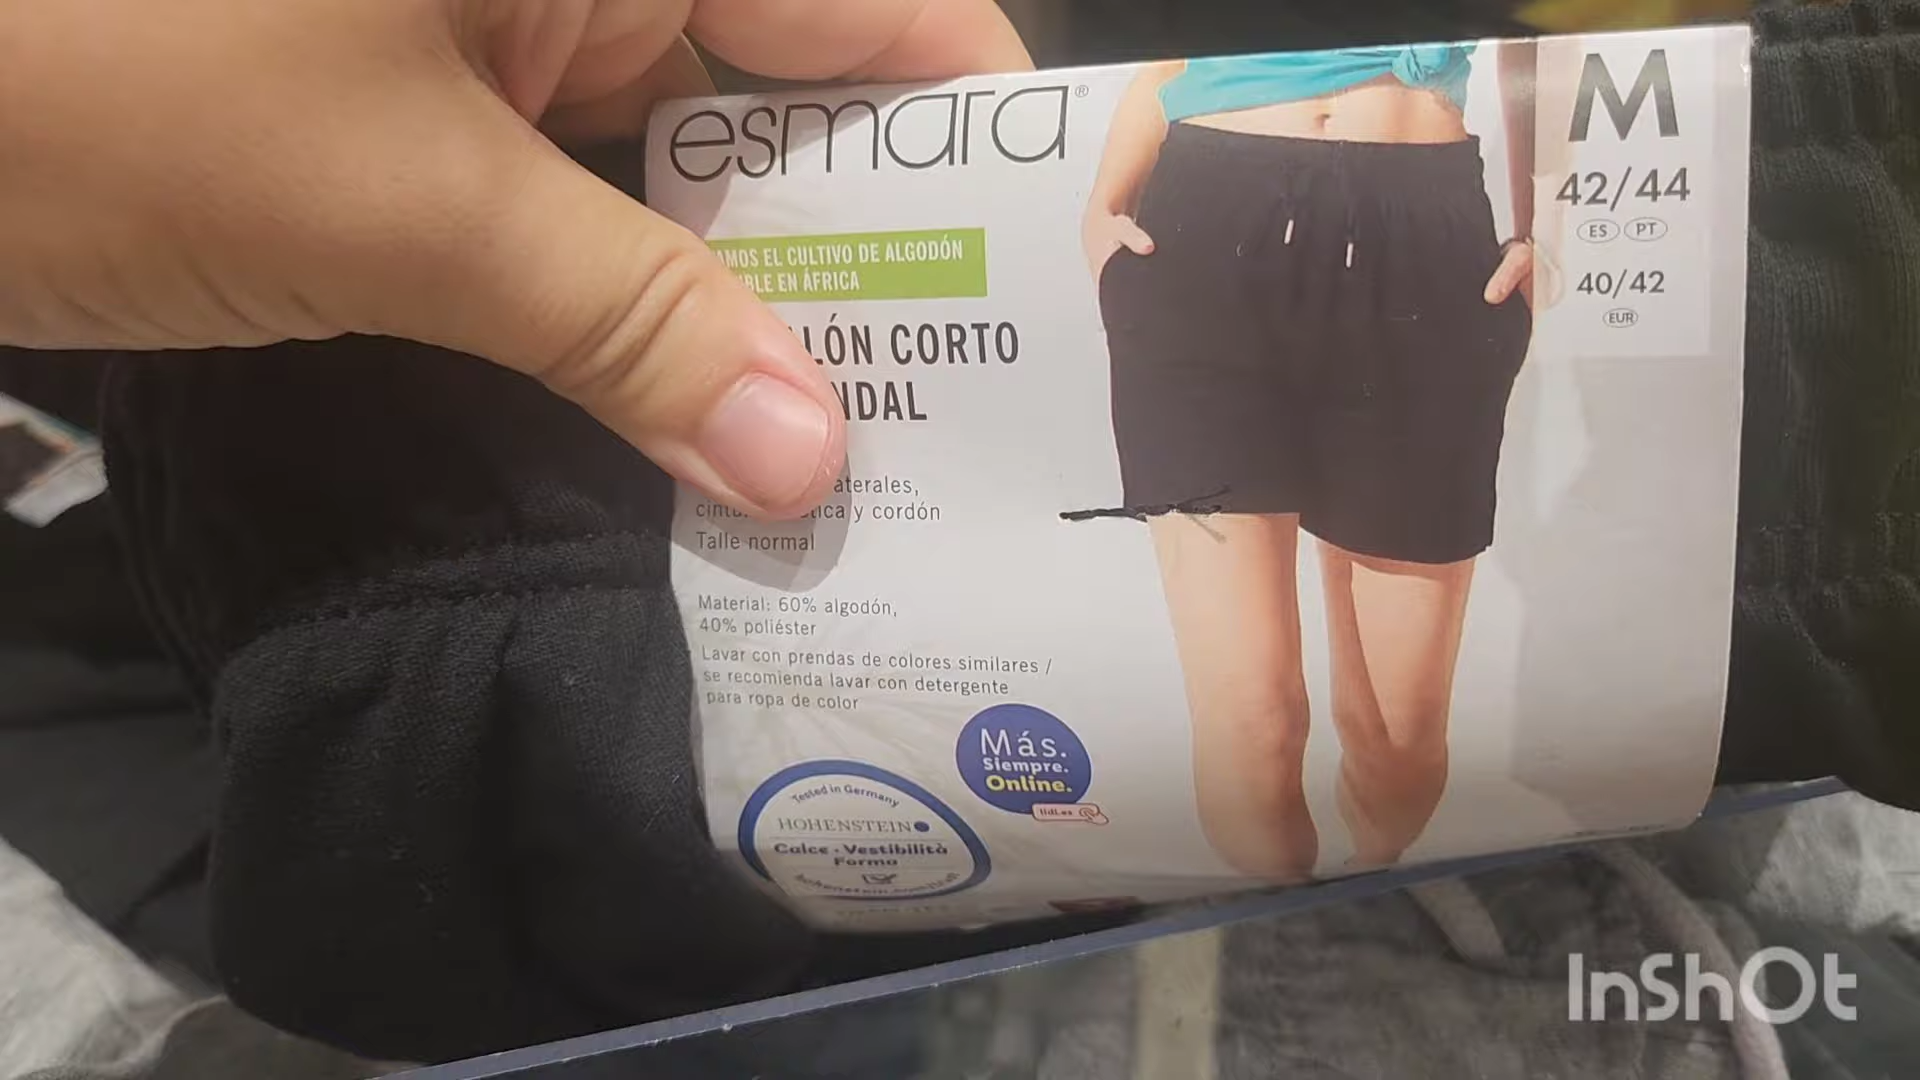 esmara®
AMOS EL CULTIVO DE ALGODÓN
BLE EN ÁFRICA
LÓN CORTO
NDAL
aterales,
y cordón
Talle normal
Material: 60% algodón,
40% poliéster
Lavar con prendas de colores similares /
se recomienda lavar con detergente
para ropa de color
Más.
Siempre.
Online.
lidl.es
Tested in Germany
HOHENSTEIN
Calce - Vestibilità
Forma
M
42/44
ES PT
40/42
EUR
InShOt